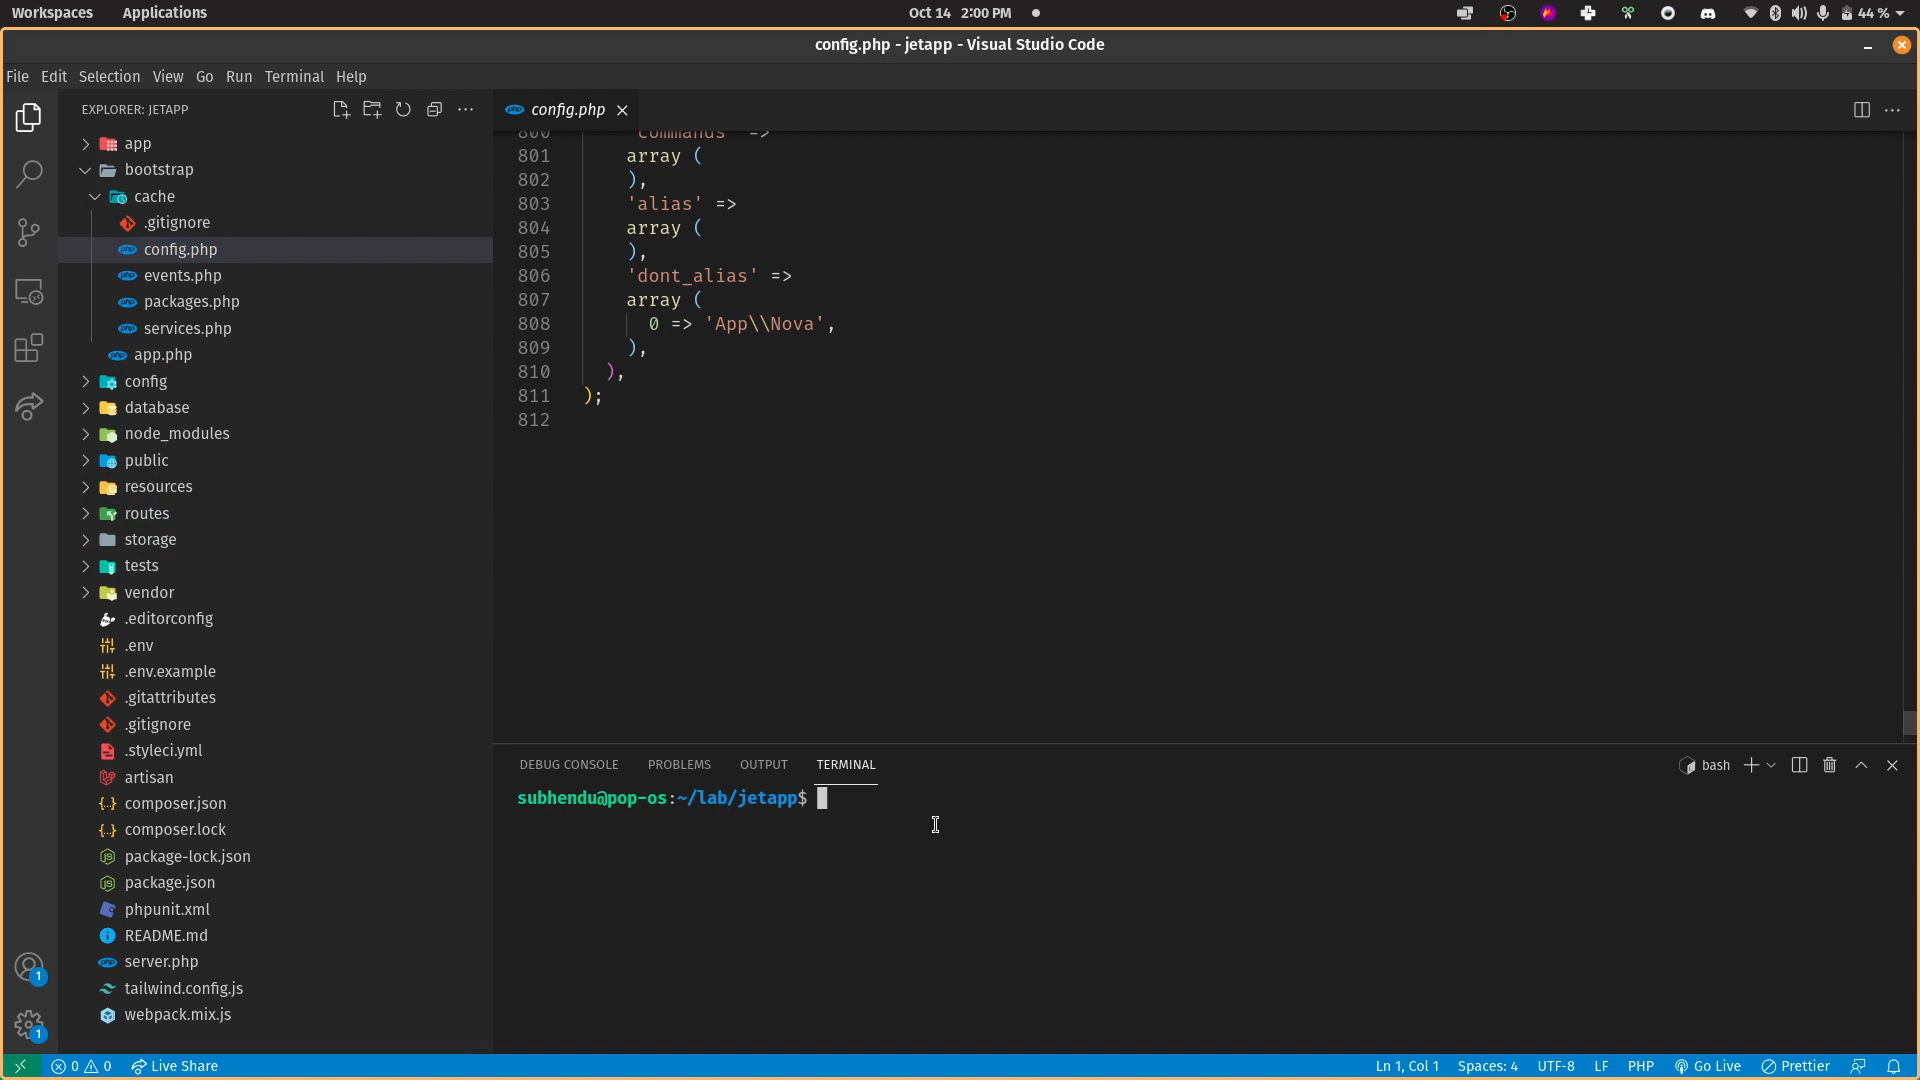 Workspaces Applications Oct 14 2:00 PM 44 %
config.php - jetapp - Visual Studio Code
File Edit Selection View Go Run Terminal Help
EXPLORER: JETAPP
app
bootstrap
cache
.gitignore
config.php
events.php
packages.php
services.php
app.php
config
database
node_modules
public
resources
routes
storage
tests
vendor
.editorconfig
.env
.env.example
.gitattributes
.gitignore
.styleci.yml
artisan
composer.json
composer.lock
package-lock.json
package.json
phpunit.xml
README.md
server.php
tailwind.config.js
webpack.mix.js
1
1
config.php
800 'commands' =>
801 array (
802 ),
803 'alias' =>
804 array (
805 ),
806 'dont_alias' =>
807 array (
808 0 => 'App\\Nova',
809 ),
810 ),
811 );
812
DEBUG CONSOLE PROBLEMS OUTPUT TERMINAL bash
subhendu@pop-os:~/lab/jetapp$
0 0 Live Share Ln 1, Col 1 Spaces: 4 UTF-8 LF PHP Go Live Prettier